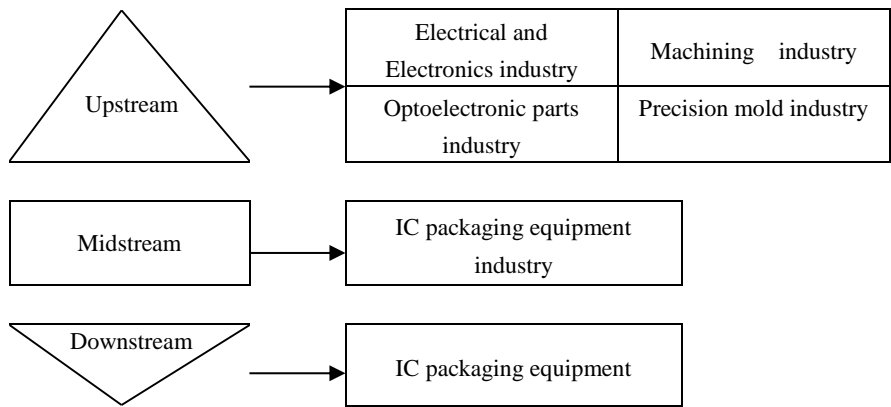 Upstream
Electrical and
Electronics industry
Machining industry
Optoelectronic parts
industry
Precision mold industry
Midstream
IC packaging equipment
industry
Downstream
IC packaging equipment